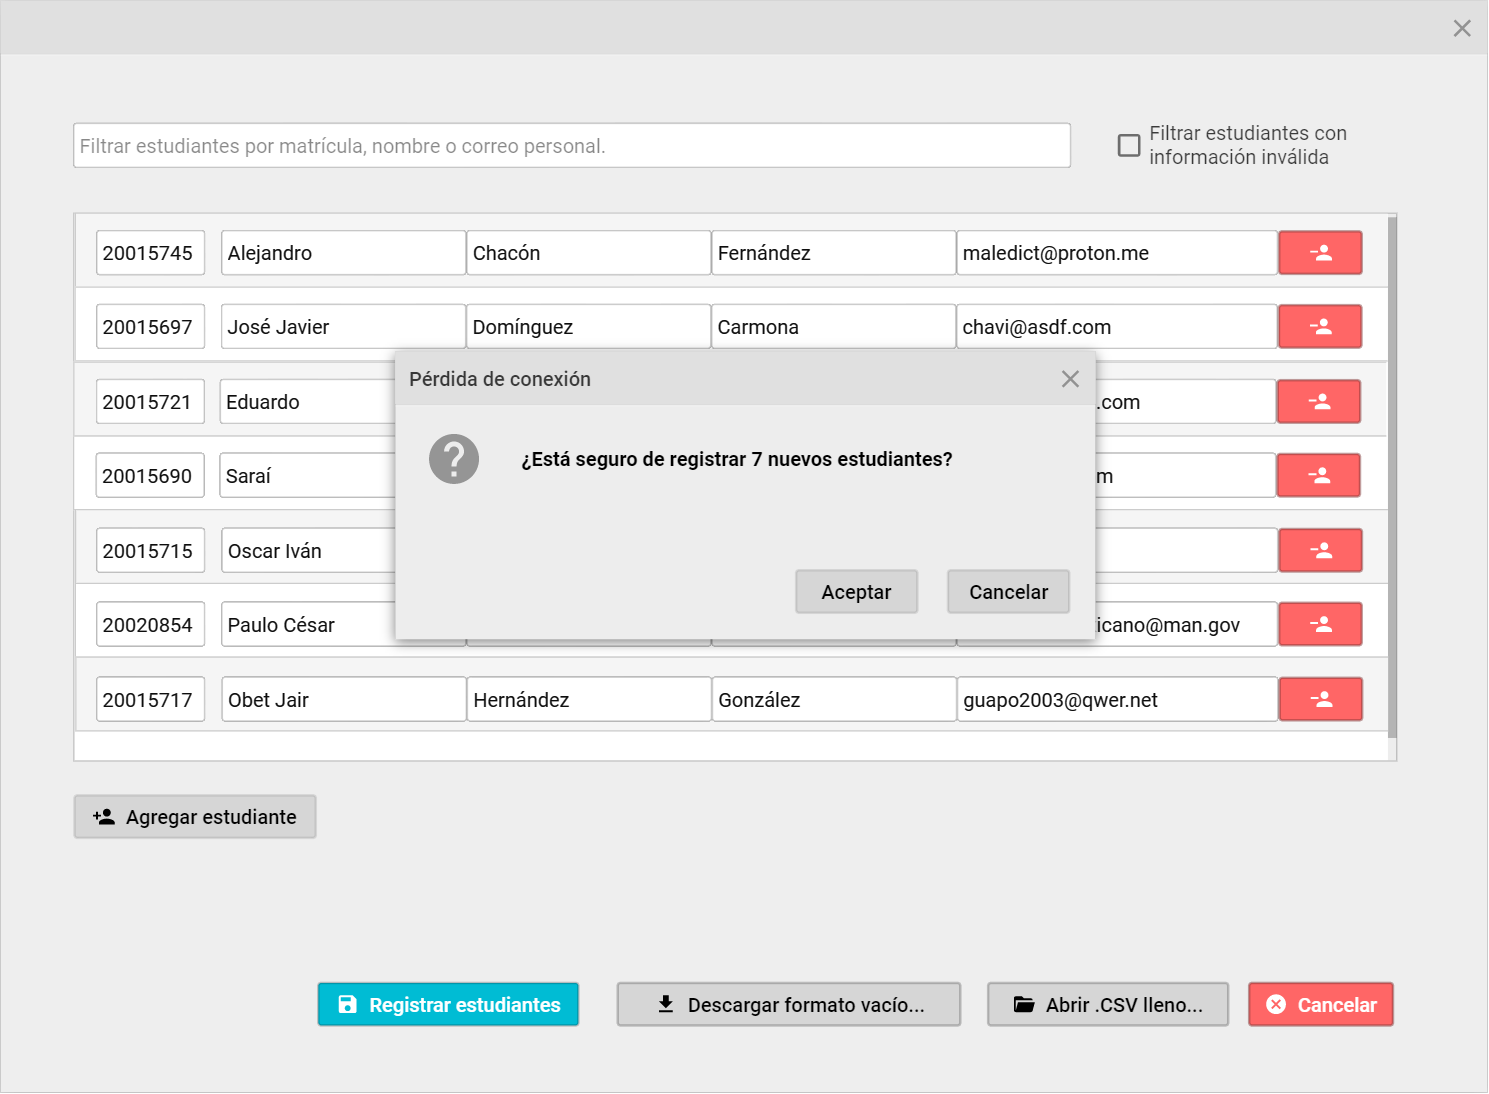 Filtrar estudiantes por matrícula, nombre o correo personal.
Filtrar estudiantes con
información inválida
20015745 Alejandro Chacón Fernández maledict@proton.me
20015697 José Javier Domínguez Carmona chavi@asdf.com
Pérdida de conexión
20015721 Eduardo .com
¿Está seguro de registrar 7 nuevos estudiantes?
20015690 Saraí m
20015715 Oscar Iván
Aceptar Cancelar
20020854 Paulo César icano@man.gov
20015717 Obet Jair Hernández González guapo2003@qwer.net
Agregar estudiante
Registrar estudiantes Descargar formato vacío... Abrir .CSV lleno... Cancelar